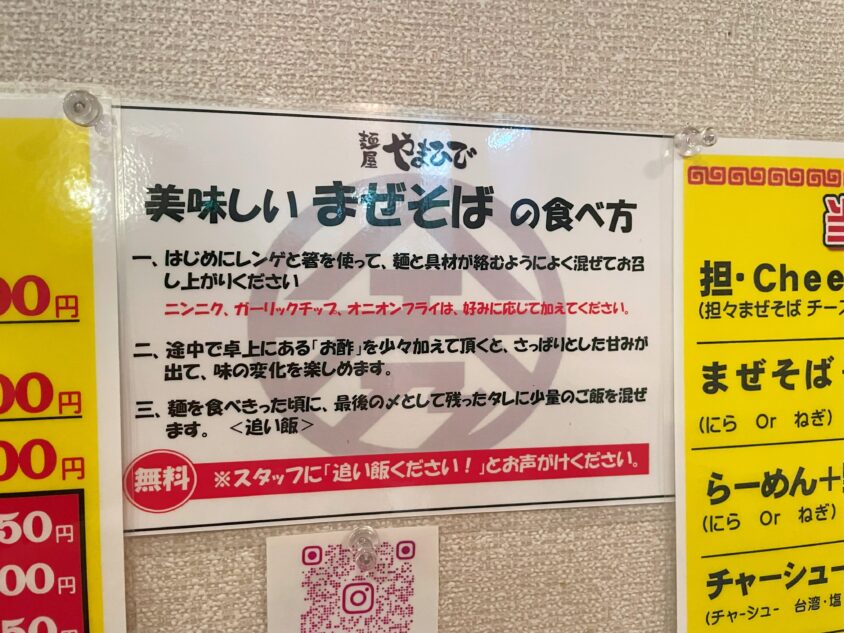 麺屋 やまひで
美味しい まぜそば の食べ方
一、はじめにレンゲと箸を使って、麺と具材が絡むようによく混ぜてお召
し上がりください
ニンニク、ガーリックチップ、オニオンフライは、好みに応じて加えてください。
二、途中で卓上にある「お酢」を少々加えて頂くと、さっぱりとした甘みが
出て、味の変化を楽しめます。
三、麺を食べきった頃に、最後の〆として残ったタレに少量のご飯を混ぜ
ます。 <追い飯>
無料 ※スタッフに「追い飯ください！」とお声がけください。
00円
00円
00円
50円
00円
50円
担・Chee
(担々まぜそば チーズ
まぜそば
(にら Or ねぎ)
らーめん+
(にら Or ねぎ)
チャーシュー
(チャーシュー 台湾・塩